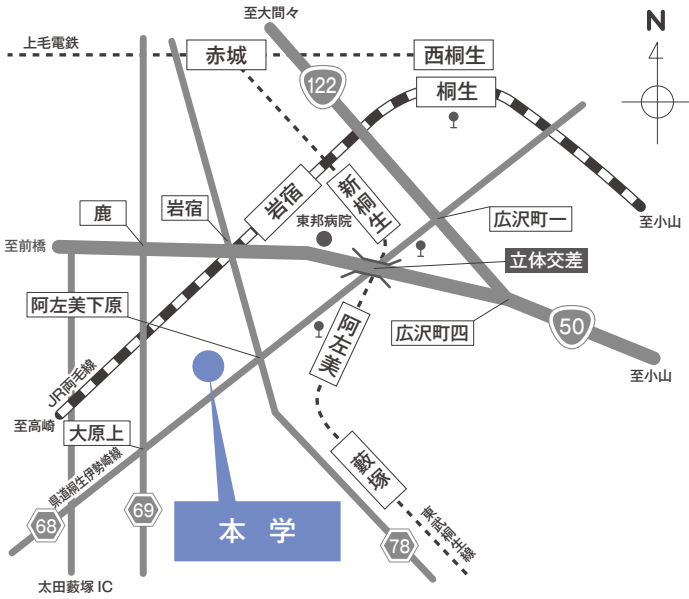 至大間々
N
上毛電鉄
赤城
西桐生
122
桐生
岩宿
新桐生
鹿
岩宿
東邦病院
広沢町一
至小山
至前橋
立体交差
阿左美下原
阿左美
広沢町四
50
JR両毛線
至小山
至高崎
大原上
藪塚
県道桐生伊勢崎線
68
69
本 学
78
東武桐生線
太田藪塚 IC